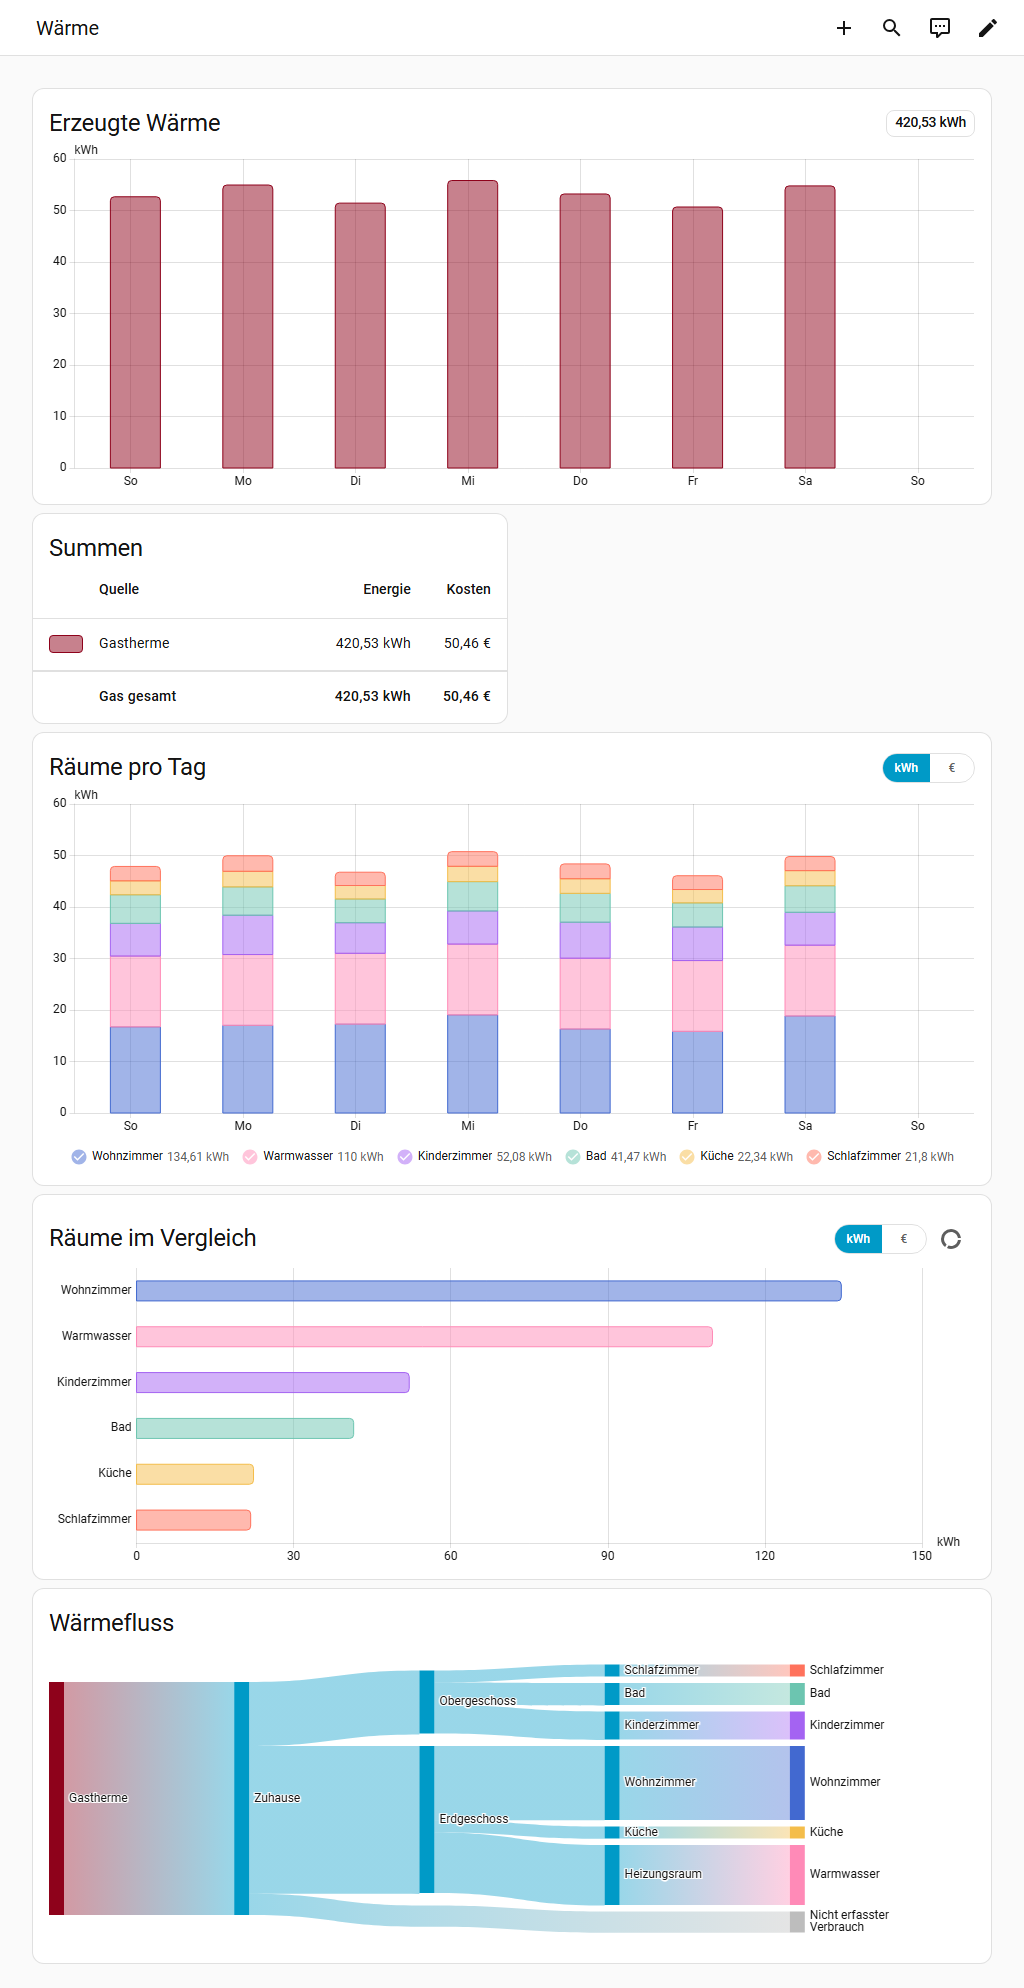 Wärme
Erzeugte Wärme
420,53 kWh
kWh
60
50
40
30
20
10
0
So Mo Di Mi Do Fr Sa So
Summen
Quelle Energie Kosten
Gastherme 420,53 kWh 50,46 €
Gas gesamt 420,53 kWh 50,46 €
Räume pro Tag
kWh €
kWh
60
50
40
30
20
10
0
So Mo Di Mi Do Fr Sa So
Wohnzimmer 134,61 kWh Warmwasser 110 kWh Kinderzimmer 52,08 kWh Bad 41,47 kWh Küche 22,34 kWh Schlafzimmer 21,8 kWh
Räume im Vergleich
kWh €
Wohnzimmer
Warmwasser
Kinderzimmer
Bad
Küche
Schlafzimmer
kWh
0 30 60 90 120 150
Wärmefluss
Schlafzimmer Schlafzimmer
Bad Bad
Obergeschoss
Kinderzimmer Kinderzimmer
Wohnzimmer Wohnzimmer
Gastherme Zuhause
Erdgeschoss
Küche Küche
Heizungsraum Warmwasser
Nicht erfasster
Verbrauch